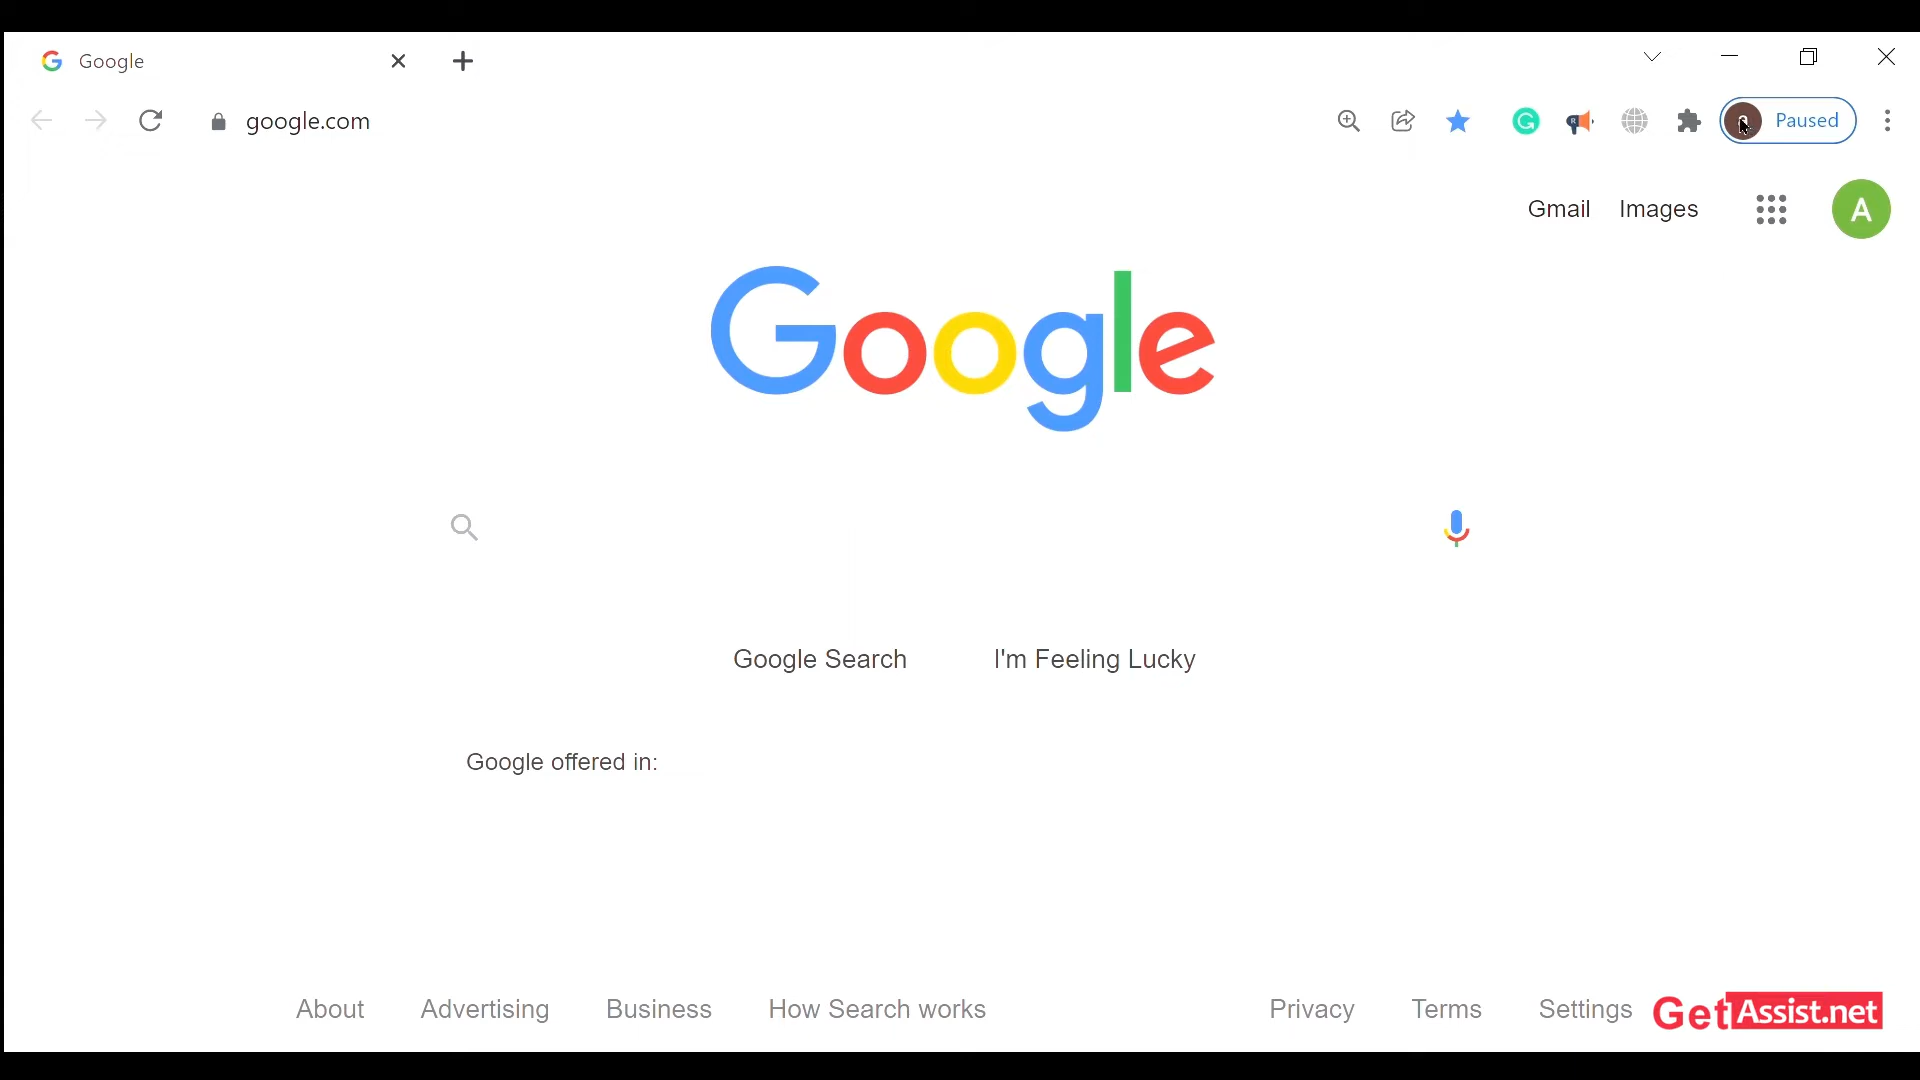 Google
google.com
Paused
Gmail Images
A
Google
Google Search I'm Feeling Lucky
Google offered in:
About Advertising Business How Search works Privacy Terms Settings
GetAssist.net